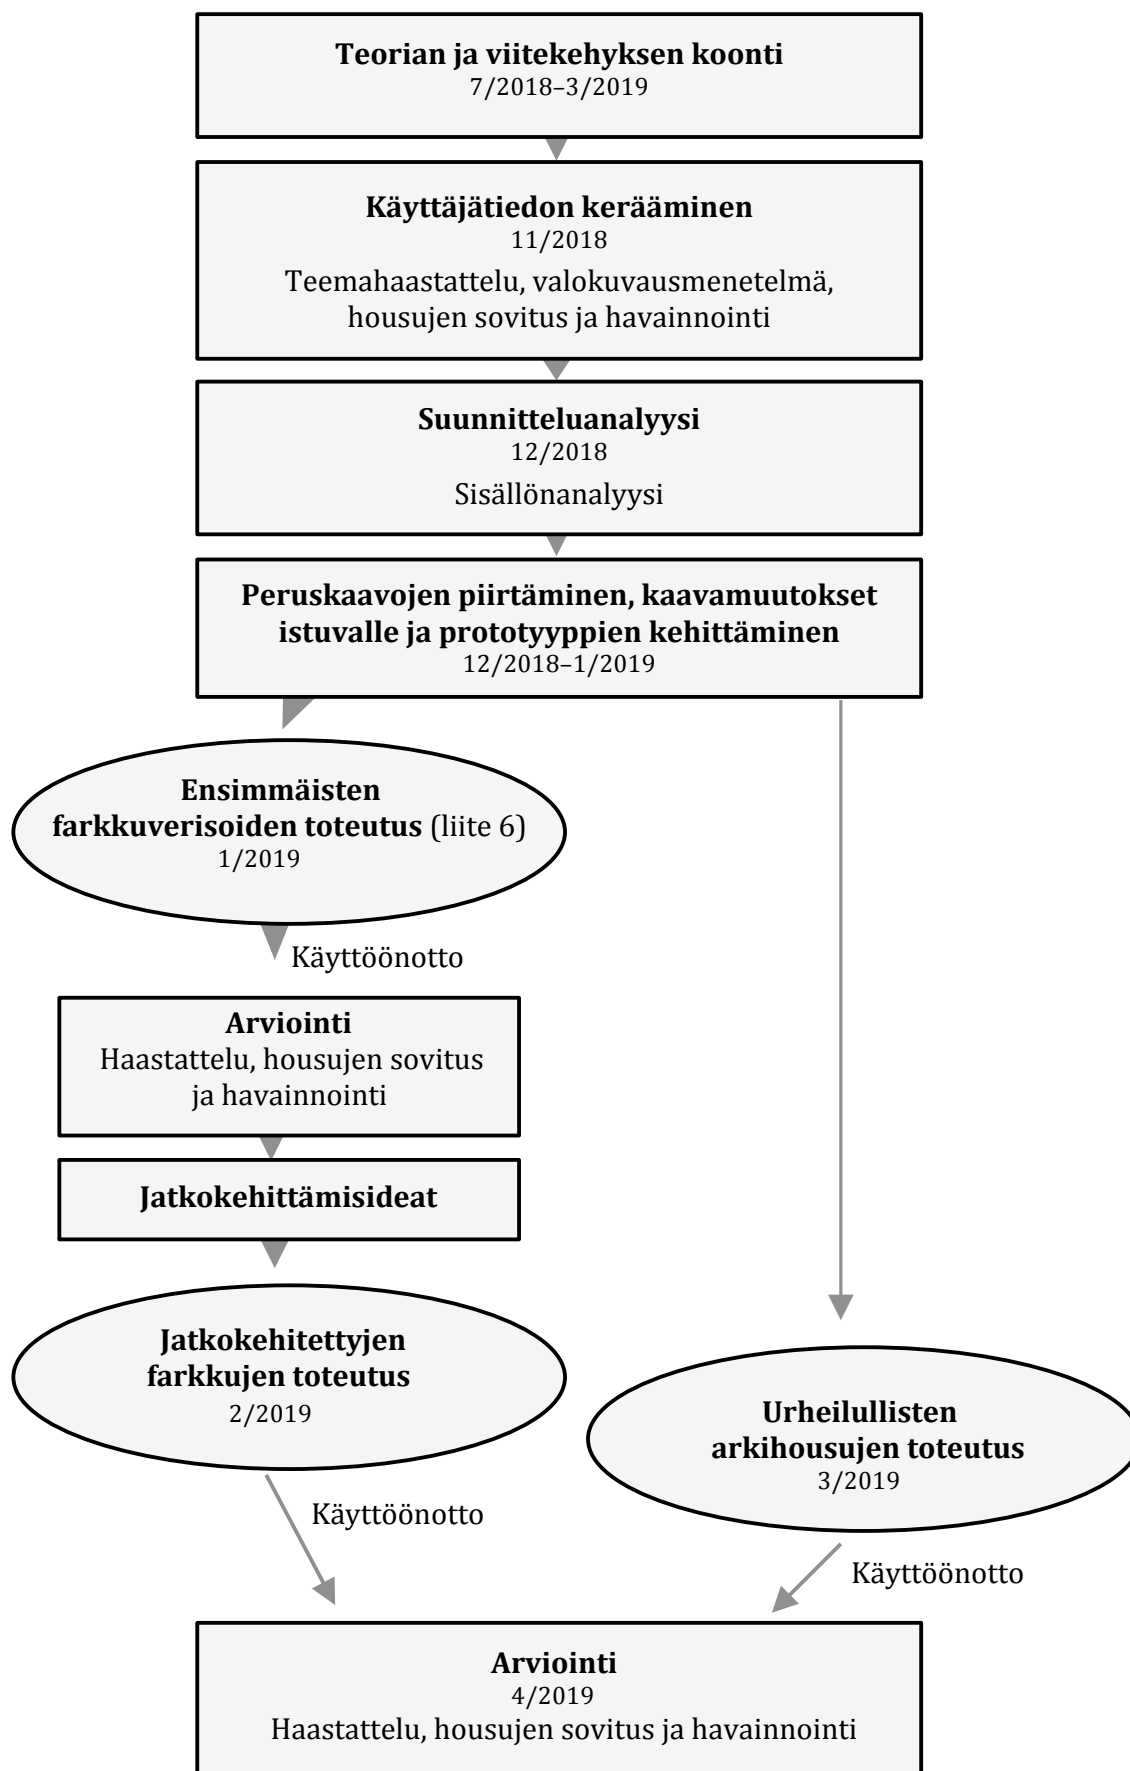 Teorian ja viitekehyksen koonti
7/2018–3/2019
Käyttäjätiedon kerääminen
11/2018
Teemahaastattelu, valokuvausmenetelmä,
housujen sovitus ja havainnointi
Suunnitteluanalyysi
12/2018
Sisällönanalyysi
Peruskaavojen piirtäminen, kaavamuutokset
istuvalle ja prototyyppien kehittäminen
12/2018–1/2019
Ensimmäisten
farkkuverisoiden toteutus (liite 6)
1/2019
Käyttöönotto
Arviointi
Haastattelu, housujen sovitus
ja havainnointi
Jatkokehittämisideat
Jatkokehitettyjen
farkkujen toteutus
2/2019
Käyttöönotto
Urheilullisten
arkihousujen toteutus
3/2019
Käyttöönotto
Arviointi
4/2019
Haastattelu, housujen sovitus ja havainnointi